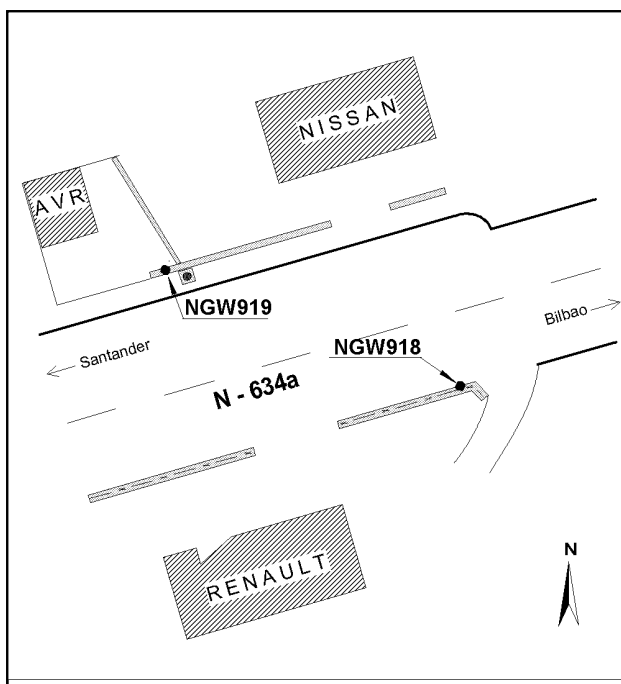 NISSAN
AVR
NGW919
Bilbao
Santander
NGW918
N - 634a
RENAULT
N